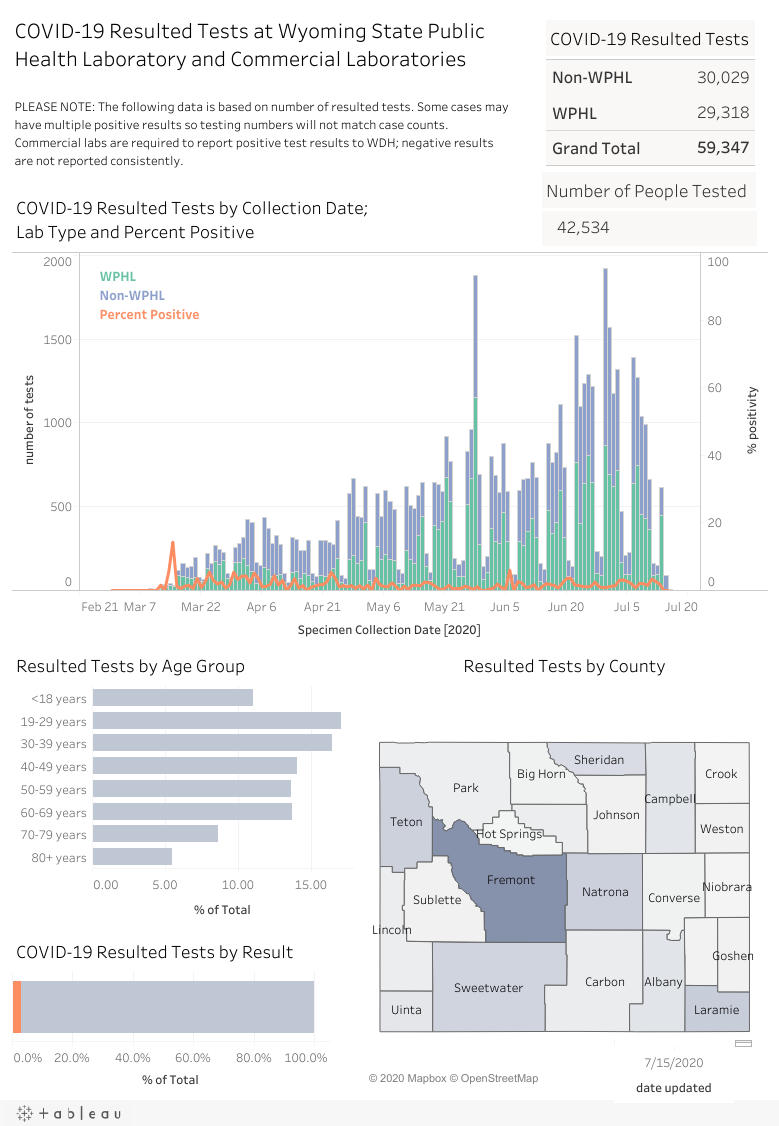 COVID-19 Resulted Tests at Wyoming State Public
Health Laboratory and Commercial Laboratories
PLEASE NOTE: The following data is based on number of resulted tests. Some cases may
have multiple positive results so testing numbers will not match case counts.
Commercial labs are required to report positive test results to WDH; negative results
are not reported consistently.
COVID-19 Resulted Tests
Non-WPHL 30,029
WPHL 29,318
Grand Total 59,347
Number of People Tested
42,534
COVID-19 Resulted Tests by Collection Date;
Lab Type and Percent Positive
WPHL
Non-WPHL
Percent Positive
number of tests
2000
1500
1000
500
0
% positivity
100
80
60
40
20
0
Feb 21 Mar 7 Mar 22 Apr 6 Apr 21 May 6 May 21 Jun 5 Jun 20 Jul 5 Jul 20
Specimen Collection Date [2020]
Resulted Tests by Age Group
<18 years
19-29 years
30-39 years
40-49 years
50-59 years
60-69 years
70-79 years
80+ years
0.00 5.00 10.00 15.00
% of Total
COVID-19 Resulted Tests by Result
0.0% 20.0% 40.0% 60.0% 80.0% 100.0%
% of Total
Resulted Tests by County
Sheridan
Big Horn
Crook
Park
Campbell
Johnson
Teton
Weston
Hot Springs
Fremont
Natrona
Niobrara
Converse
Sublette
Lincoln
Goshen
Sweetwater
Carbon
Albany
Uinta
Laramie
© 2020 Mapbox © OpenStreetMap
7/15/2020
date updated
tableau